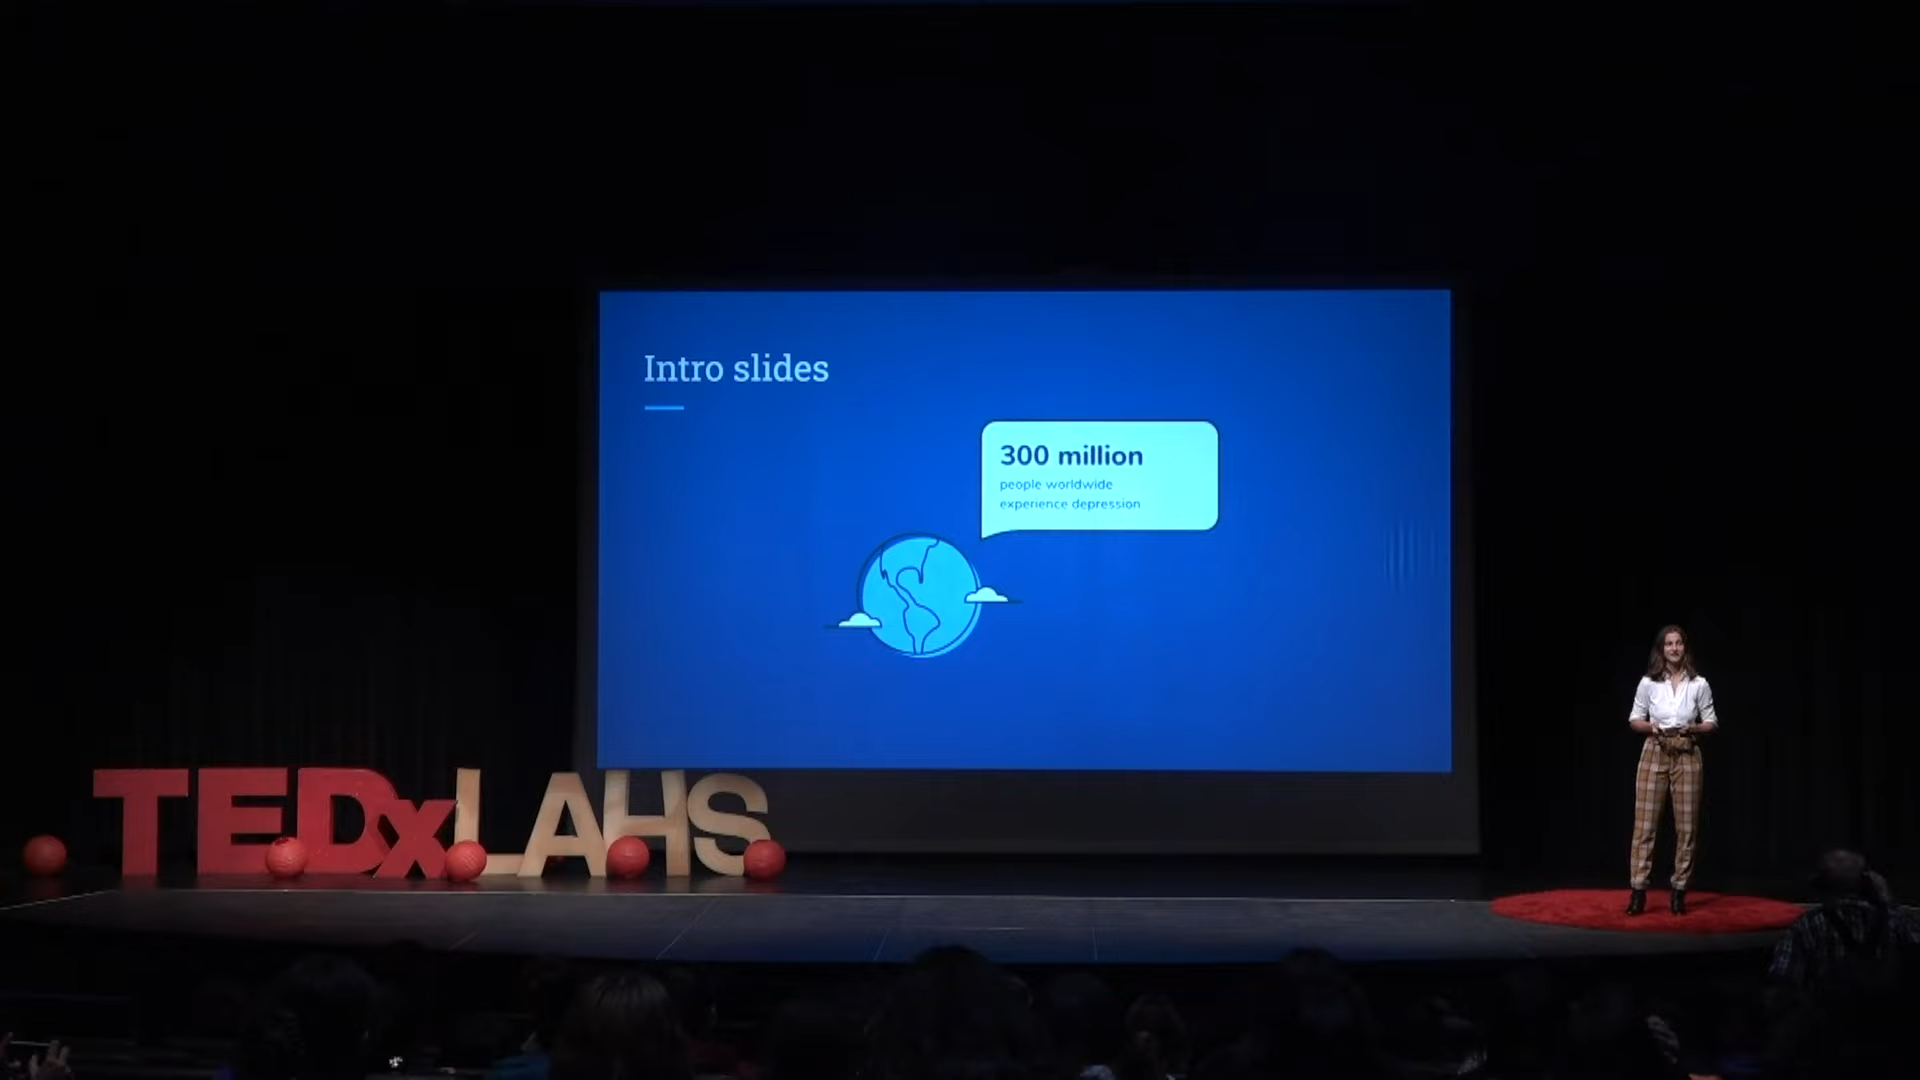 Intro slides
300 million
people worldwide
experience depression
TEDxLAHS